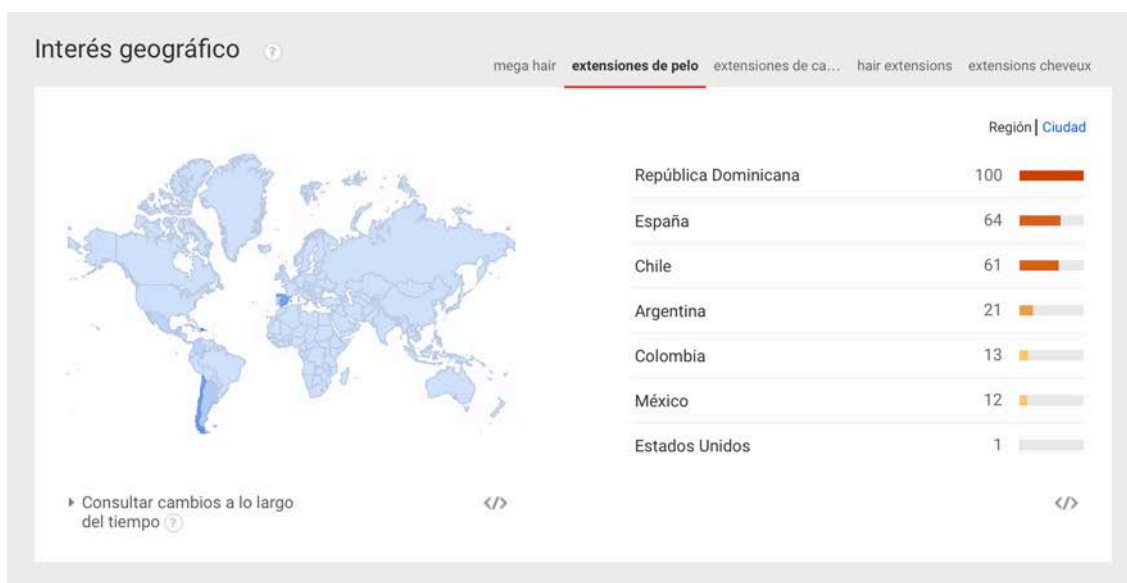 Interés geográfico ?
mega hair extensiones de pelo extensiones de ca... hair extensions extensions cheveux
Región | Ciudad
República Dominicana 100
España 64
Chile 61
Argentina 21
Colombia 13
México 12
Estados Unidos 1
Consultar cambios a lo largo
del tiempo ?
</> </>